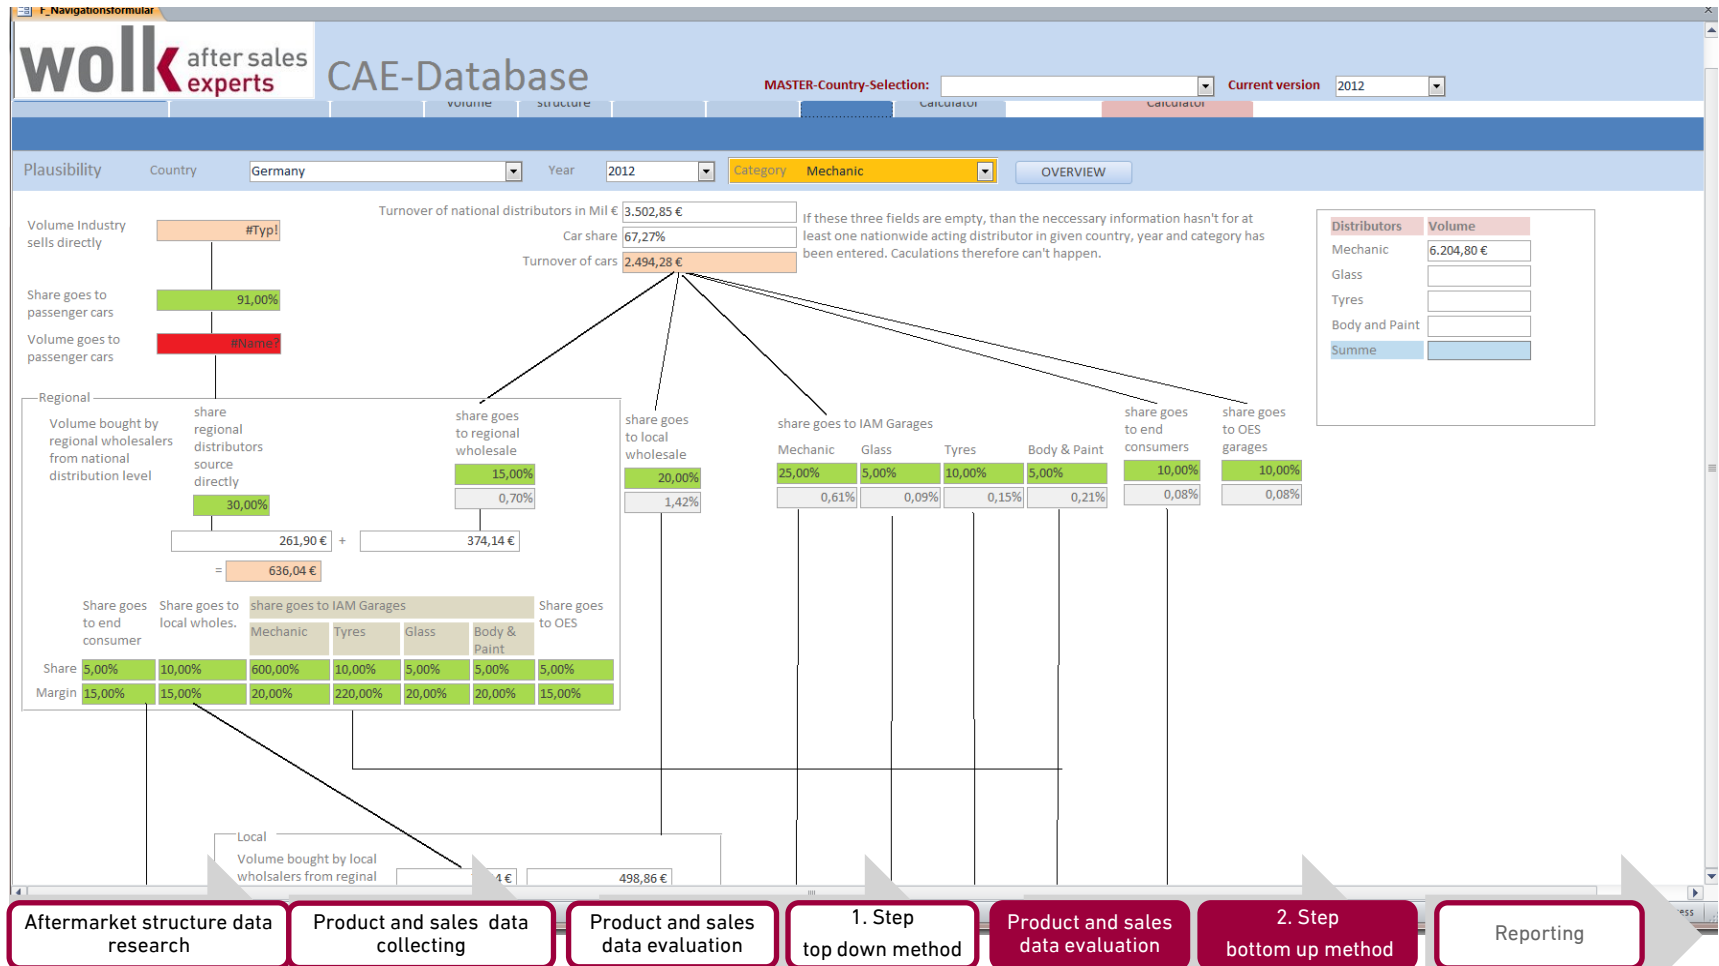 F_Navigationsformular
wolk after sales experts
CAE-Database
MASTER-Country-Selection:
Current version 2012
volume structure Calculator Calculator
Plausibility Country Germany Year 2012 Category Mechanic OVERVIEW
Volume Industry
sells directly
#Typ!
Share goes to
passenger cars
91,00%
Volume goes to
passenger cars
#Name?
Turnover of national distributors in Mil € 3.502,85 €
Car share 67,27%
Turnover of cars 2.494,28 €
If these three fields are empty, than the neccessary information hasn't for at
least one nationwide acting distributor in given country, year and category has
been entered. Caculations therefore can't happen.
Distributors Volume
Mechanic 6.204,80 €
Glass
Tyres
Body and Paint
Summe
Regional
Volume bought by
regional wholesalers
from national
distribution level
share
regional
distributors
source
directly
30,00%
share goes
to regional
wholesale
15,00%
0,70%
share goes
to local
wholesale
20,00%
1,42%
share goes to IAM Garages
Mechanic Glass Tyres Body & Paint
25,00% 5,00% 10,00% 5,00%
0,61% 0,09% 0,15% 0,21%
share goes
to end
consumers
10,00%
0,08%
share goes
to OES
garages
10,00%
0,08%
261,90 € + 374,14 €
= 636,04 €
Share goes
to end
consumer
Share goes to
local wholes.
share goes to IAM Garages
Mechanic Tyres Glass Body &
Paint
Share goes
to OES
Share 5,00% 10,00% 600,00% 10,00% 5,00% 5,00% 5,00%
Margin 15,00% 15,00% 20,00% 220,00% 20,00% 20,00% 15,00%
Local
Volume bought by local
wholsalers from reginal
4 €
498,86 €
Aftermarket structure data
research
Product and sales data
collecting
Product and sales
data evaluation
1. Step
top down method
Product and sales
data evaluation
2. Step
bottom up method
Reporting